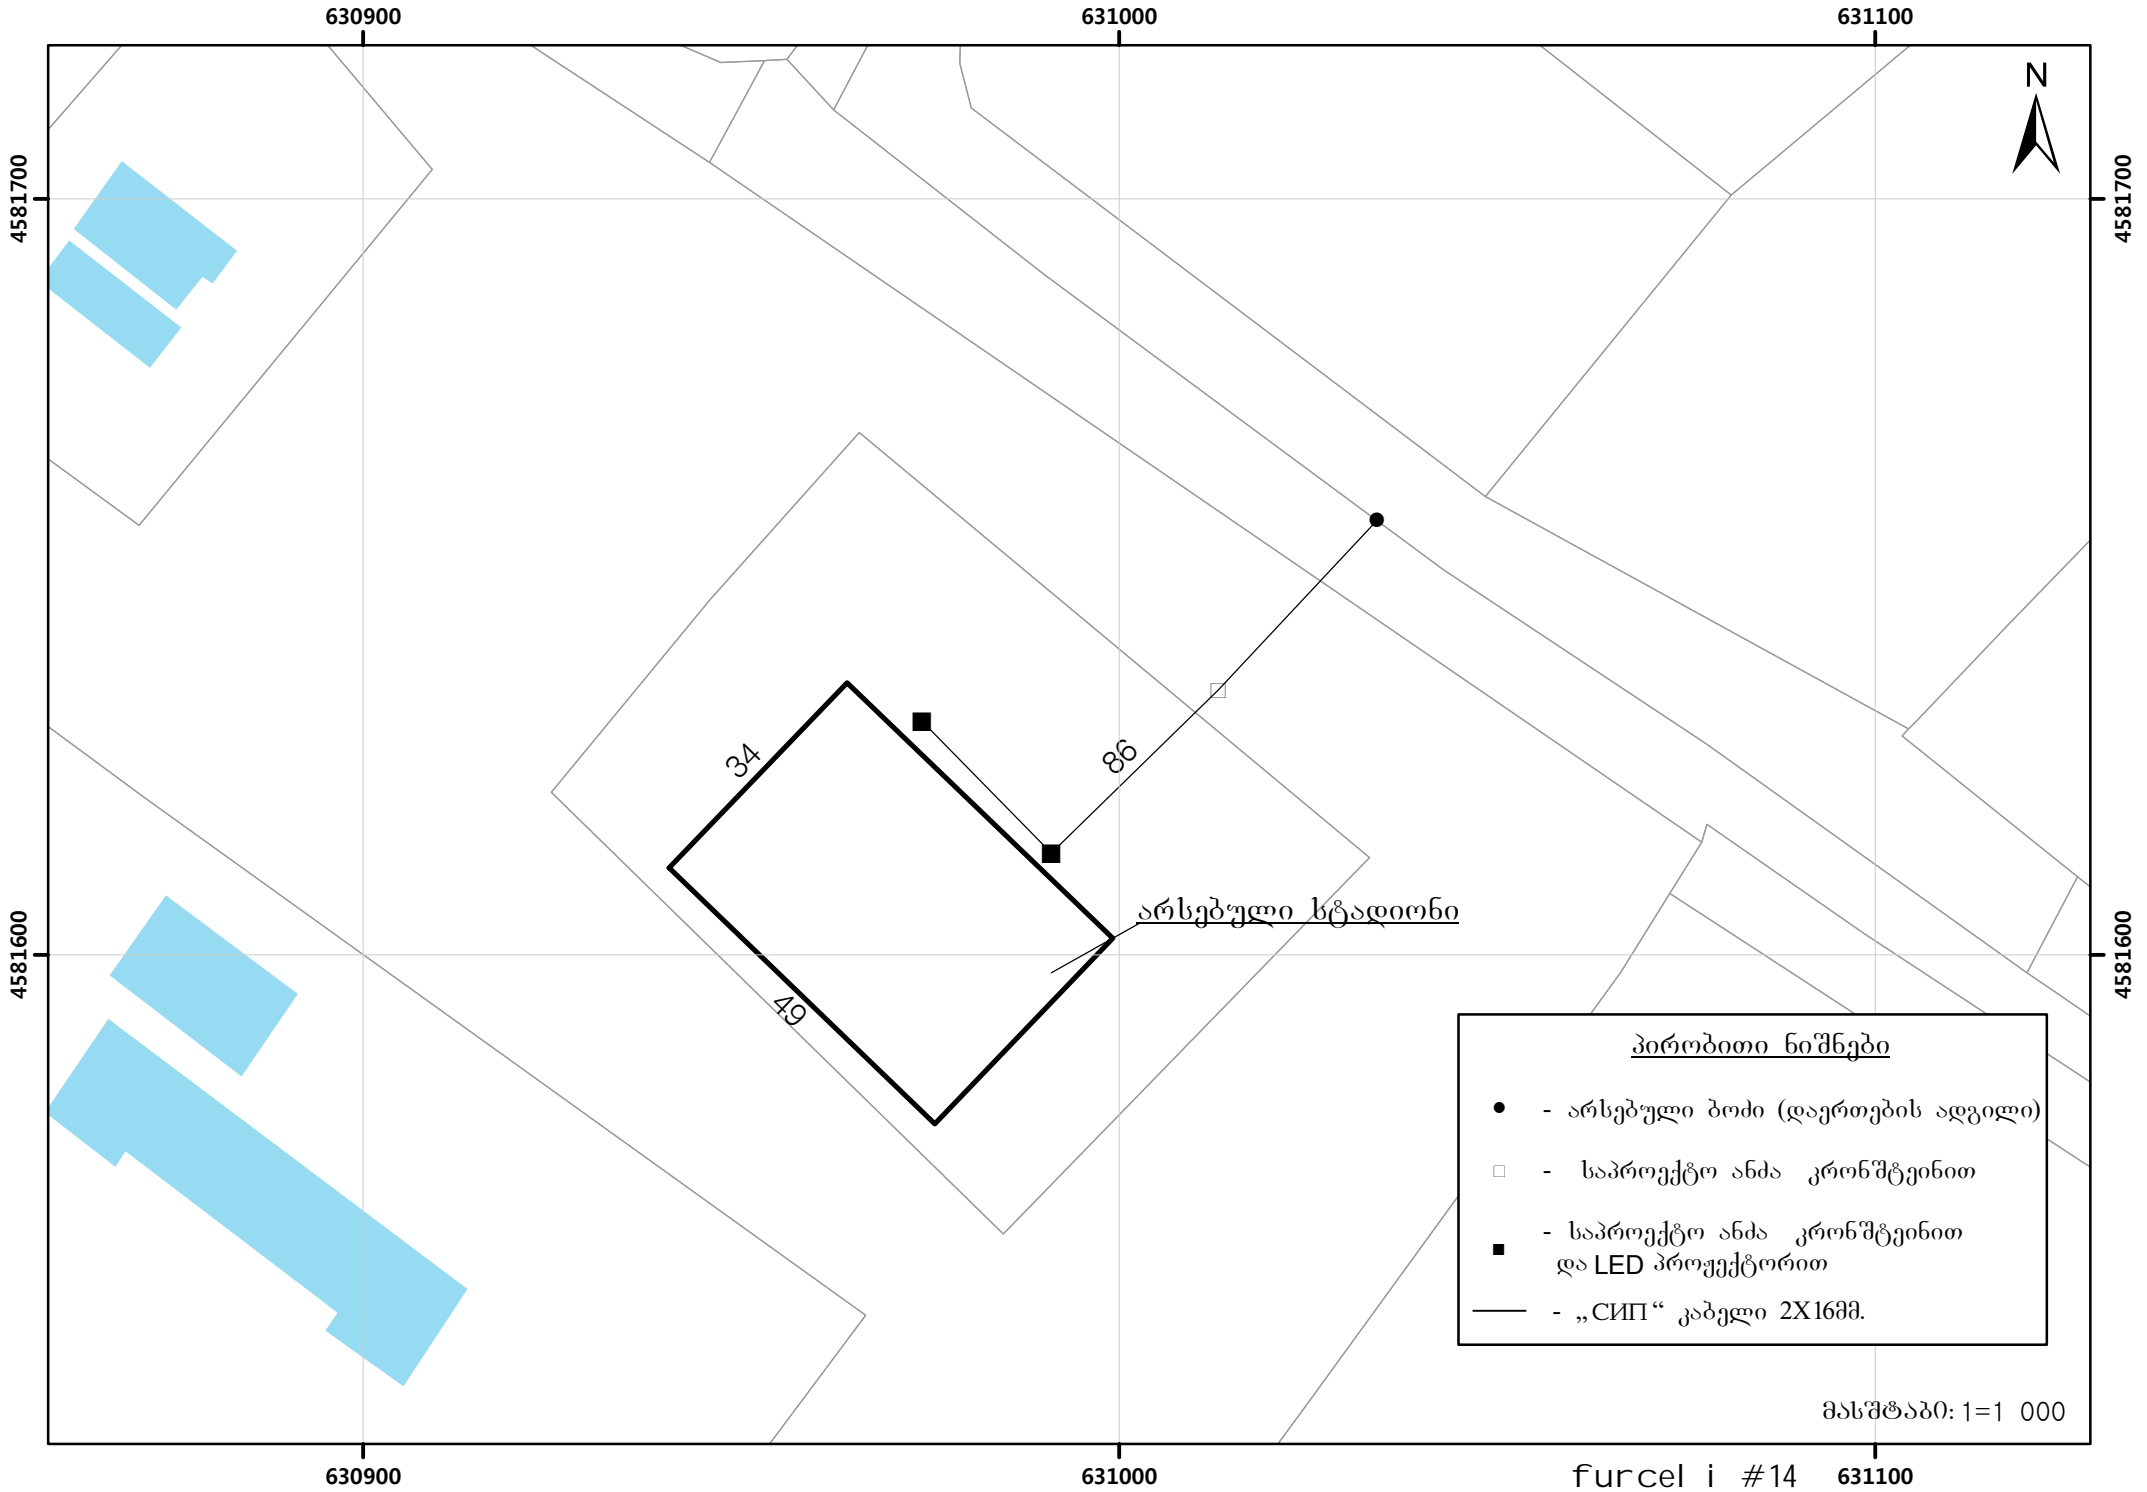 630900 631000 631100
N
4581700 4581700
34
86
არსებული სტადიონი
4581600 4581600
49
პირობითი ნიშნები
- არსებული ბოძი (დაერთების ადგილი)
- საპროექტო ანძა კრონშტეინით
- საპროექტო ანძა კრონშტეინით
და LED პროჟექტორით
- „СИП“ კაბელი 2X16მმ.
მასშტაბი: 1=1 000
630900 631000 631100
furcel i #14